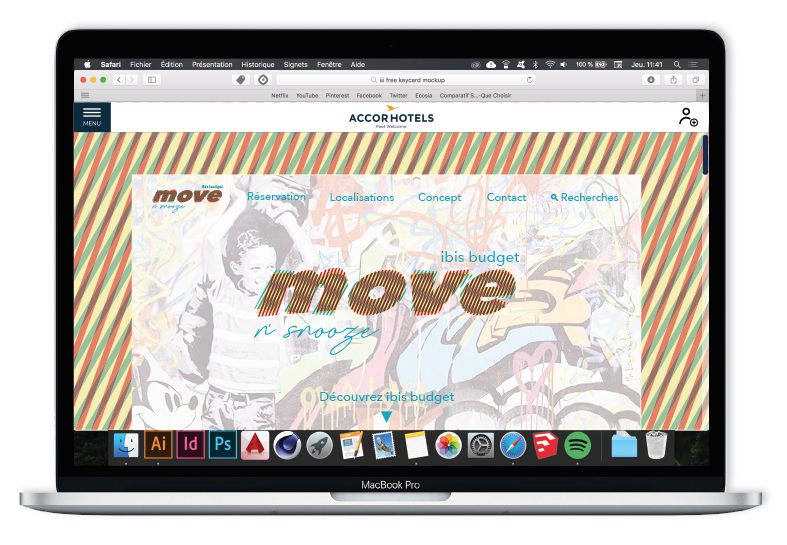 Safari Fichier Édition Présentation Historique Signets Fenêtre Aide 100 % Jeu. 11:41
free keycard mockup
Netflix YouTube Pinterest Facebook Twitter Ecosia Comparatif S...-Que Choisir
MENU
ACCORHOTELS
Feel Welcome
ibis budget
move
n' snooze
Réservation Localisations Concept Contact Recherches
ibis budget
move
n' snooze
Découvrez ibis budget
Ai Id Ps
MacBook Pro